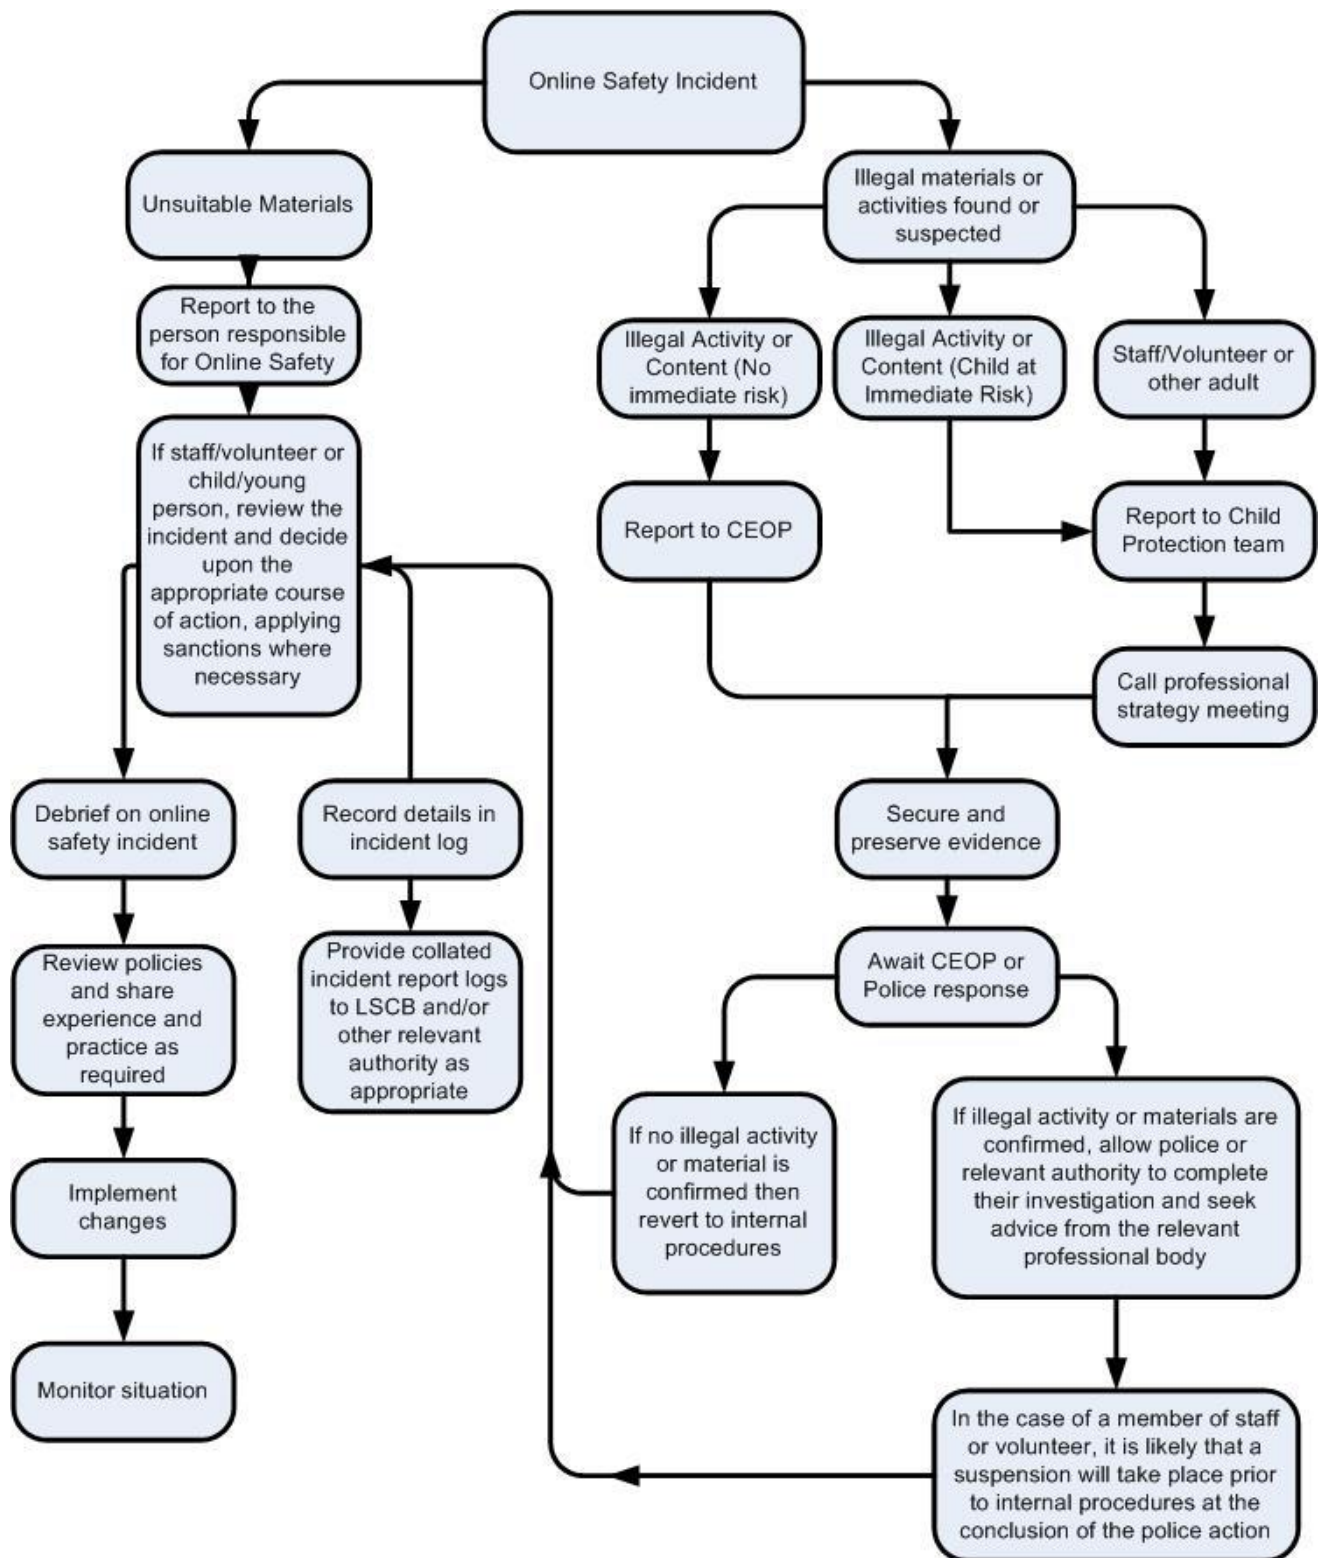 Online Safety Incident
Unsuitable Materials
Illegal materials or
activities found or
suspected
Report to the
person responsible
for Online Safety
Illegal Activity or
Content (No
immediate risk)
Illegal Activity or
Content (Child at
Immediate Risk)
Staff/Volunteer or
other adult
If staff/volunteer or
child/young
person, review the
incident and decide
upon the
appropriate course
of action, applying
sanctions where
necessary
Report to CEOP
Report to Child
Protection team
Call professional
strategy meeting
Debrief on online
safety incident
Record details in
incident log
Secure and
preserve evidence
Review policies
and share
experience and
practice as
required
Provide collated
incident report logs
to LSCB and/or
other relevant
authority as
appropriate
Await CEOP or
Police response
If no illegal activity
or material is
confirmed then
revert to internal
procedures
If illegal activity or materials are
confirmed, allow police or
relevant authority to complete
their investigation and seek
advice from the relevant
professional body
Implement
changes
Monitor situation
In the case of a member of staff
or volunteer, it is likely that a
suspension will take place prior
to internal procedures at the
conclusion of the police action